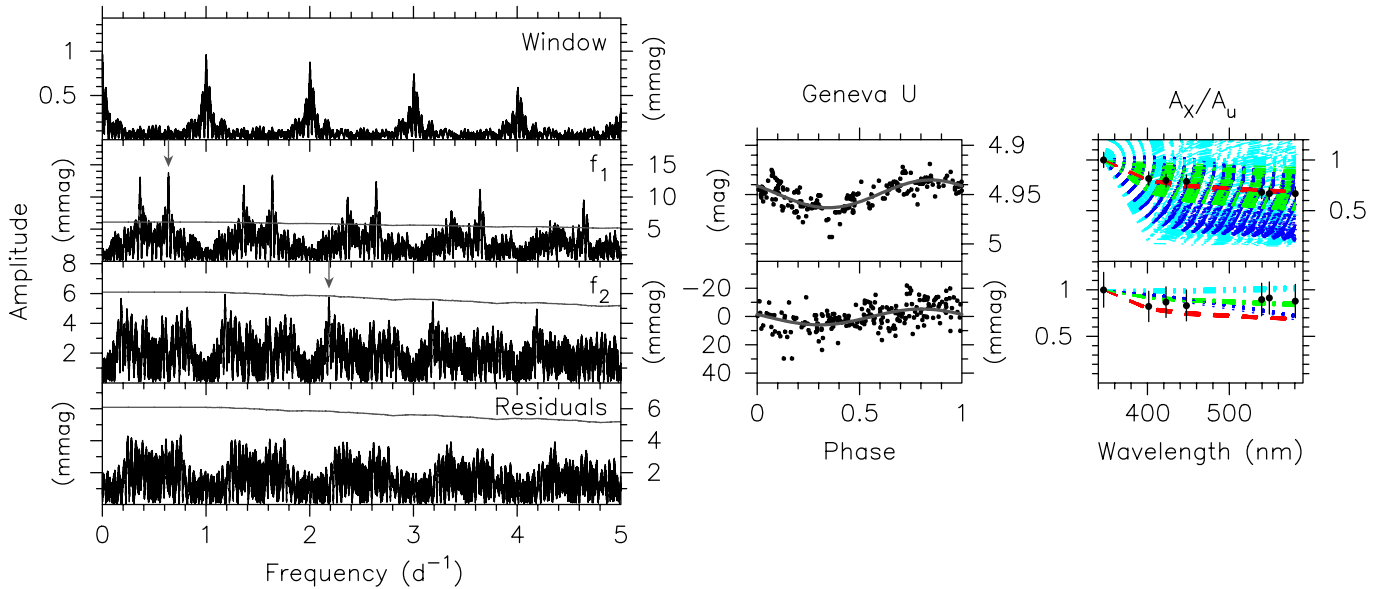 Window
1
0.5
(mmag)
f1
15
10
5
(mmag)
Amplitude
f2
8
6
4
2
(mmag)
Residuals
6
4
2
(mmag)
0 1 2 3 4 5
Frequency (d−1)
Geneva U
4.9
4.95
5
(mag)
−20
0
20
40
(mmag)
0 0.5 1
Phase
AX/Au
1
0.5
1
0.5
400 500
Wavelength (nm)